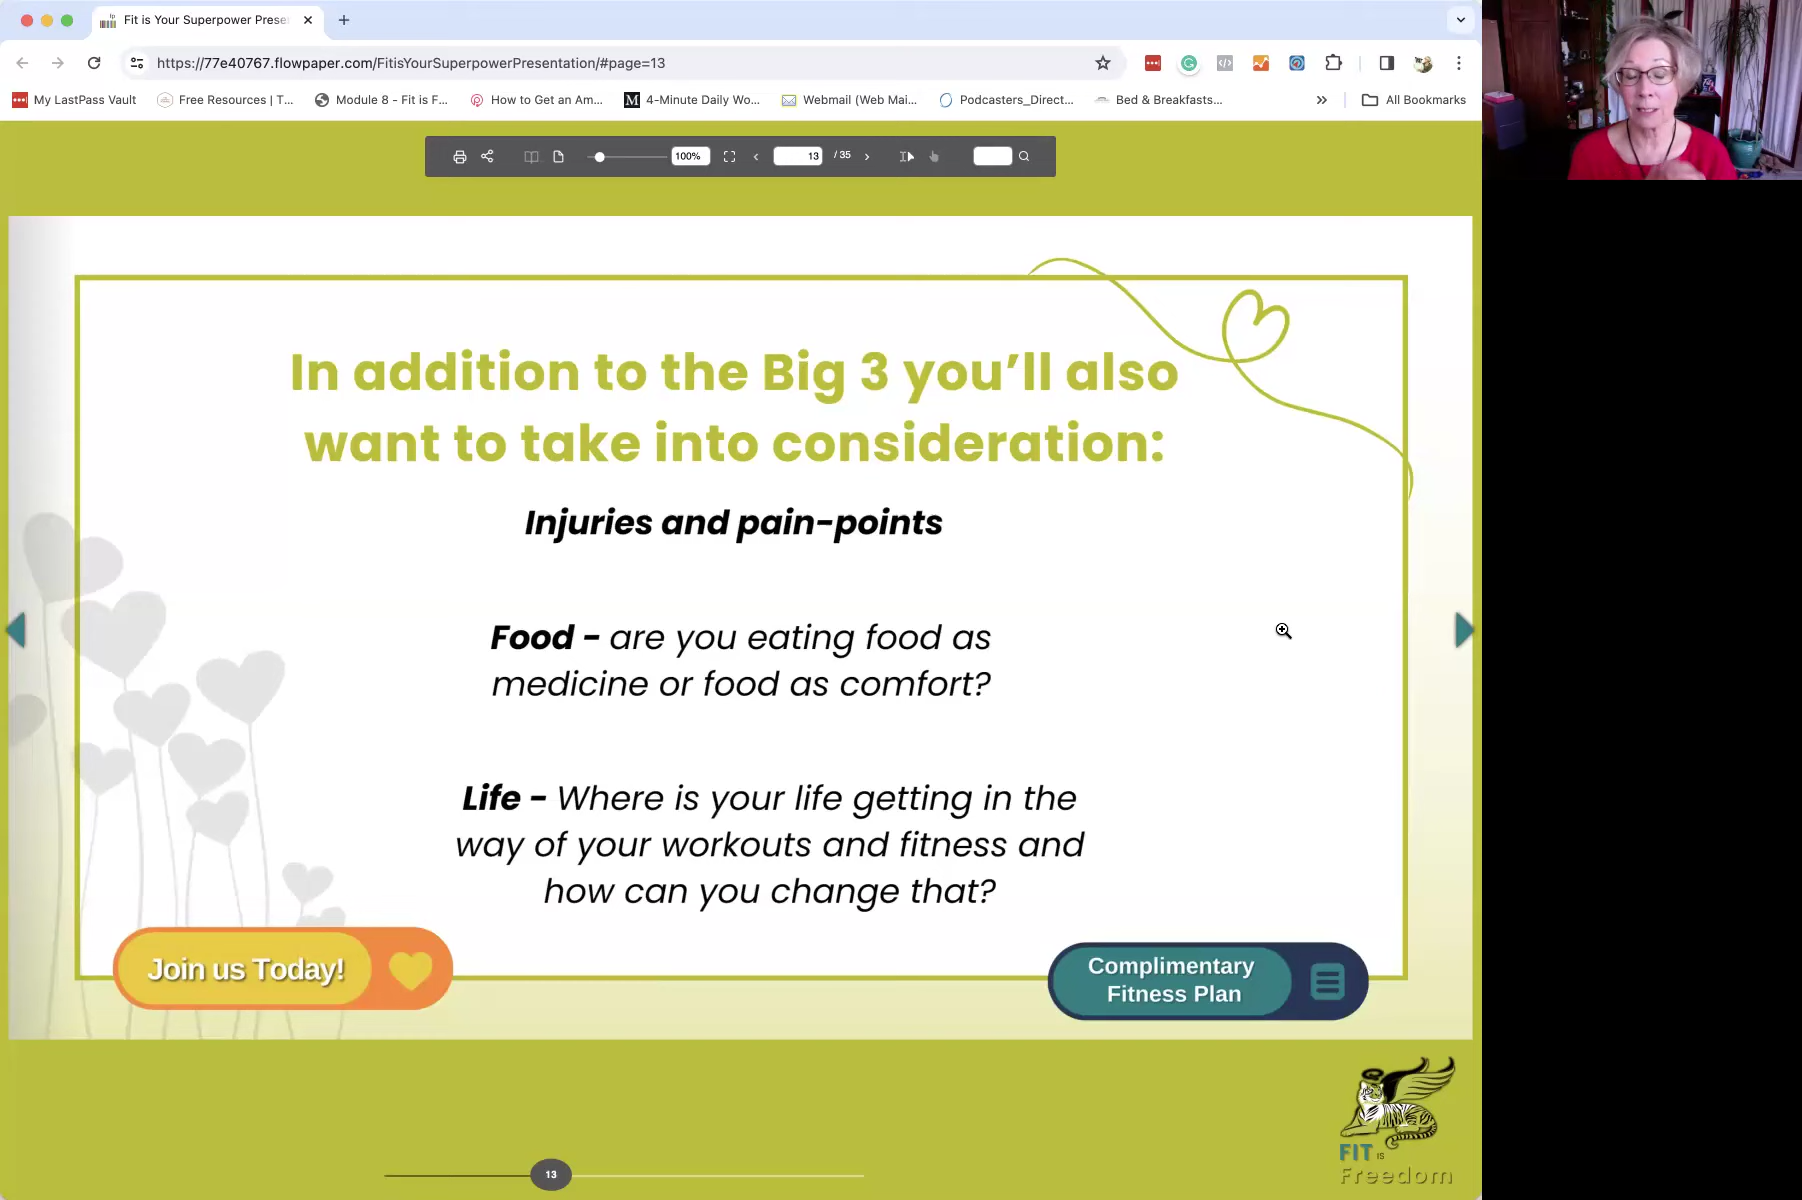 Fit is Your Superpower Prese
https://77e40767.flowpaper.com/FitisYourSuperpowerPresentation/#page=13
My LastPass Vault
Free Resources | T...
Module 8 - Fit is F...
How to Get an Am...
4-Minute Daily Wo...
Webmail (Web Mai...
Podcasters_Direct...
Bed & Breakfasts...
All Bookmarks
100%
13
/ 35
In addition to the Big 3 you’ll also
want to take into consideration:
Injuries and pain-points
Food - are you eating food as
medicine or food as comfort?
Life - Where is your life getting in the
way of your workouts and fitness and
how can you change that?
Join us Today!
Complimentary
Fitness Plan
FIT IS
Freedom
13